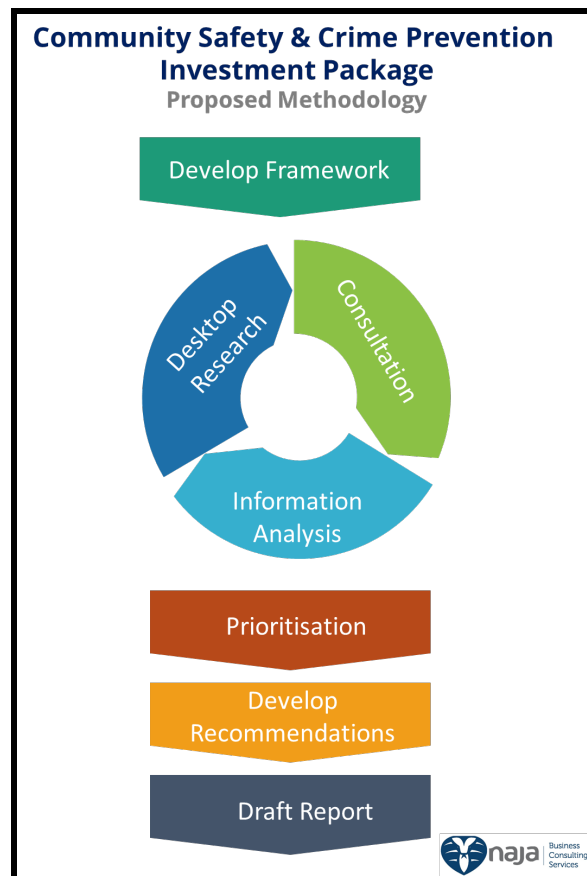 Community Safety & Crime Prevention
Investment Package
Proposed Methodology
Develop Framework
Desktop
Research
Consultation
Information
Analysis
Prioritisation
Develop
Recommendations
Draft Report
naja
Business
Consulting
Services